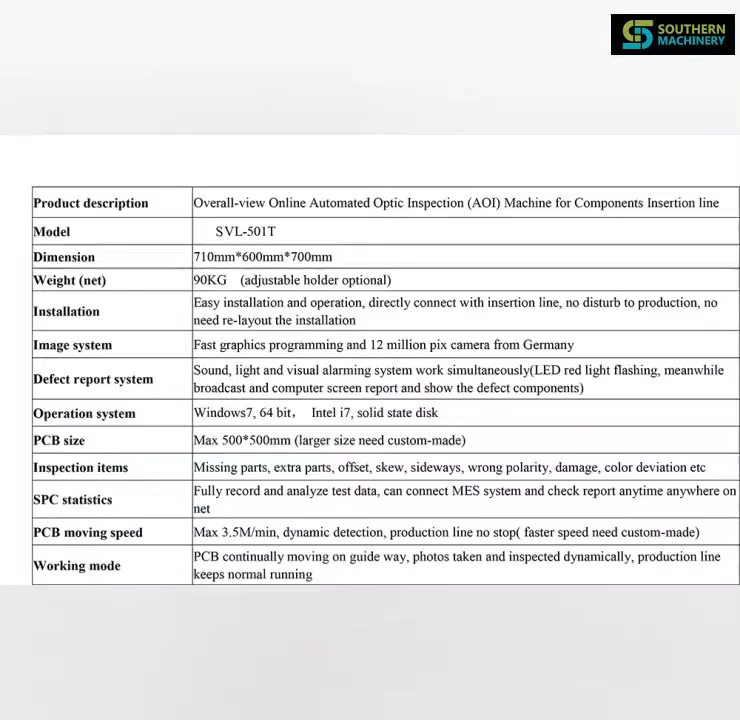 SOUTHERN
MACHINERY
Product description Overall-view Online Automated Optic Inspection (AOI) Machine for Components Insertion line
Model SVL-501T
Dimension 710mm*600mm*700mm
Weight (net) 90KG (adjustable holder optional)
Installation Easy installation and operation, directly connect with insertion line, no disturb to production, no
need re-layout the installation
Image system Fast graphics programming and 12 million pix camera from Germany
Defect report system Sound, light and visual alarming system work simultaneously(LED red light flashing, meanwhile
broadcast and computer screen report and show the defect components)
Operation system Windows7, 64 bit, Intel i7, solid state disk
PCB size Max 500*500mm (larger size need custom-made)
Inspection items Missing parts, extra parts, offset, skew, sideways, wrong polarity, damage, color deviation etc
SPC statistics Fully record and analyze test data, can connect MES system and check report anytime anywhere on
net
PCB moving speed Max 3.5M/min, dynamic detection, production line no stop( faster speed need custom-made)
Working mode PCB continually moving on guide way, photos taken and inspected dynamically, production line
keeps normal running